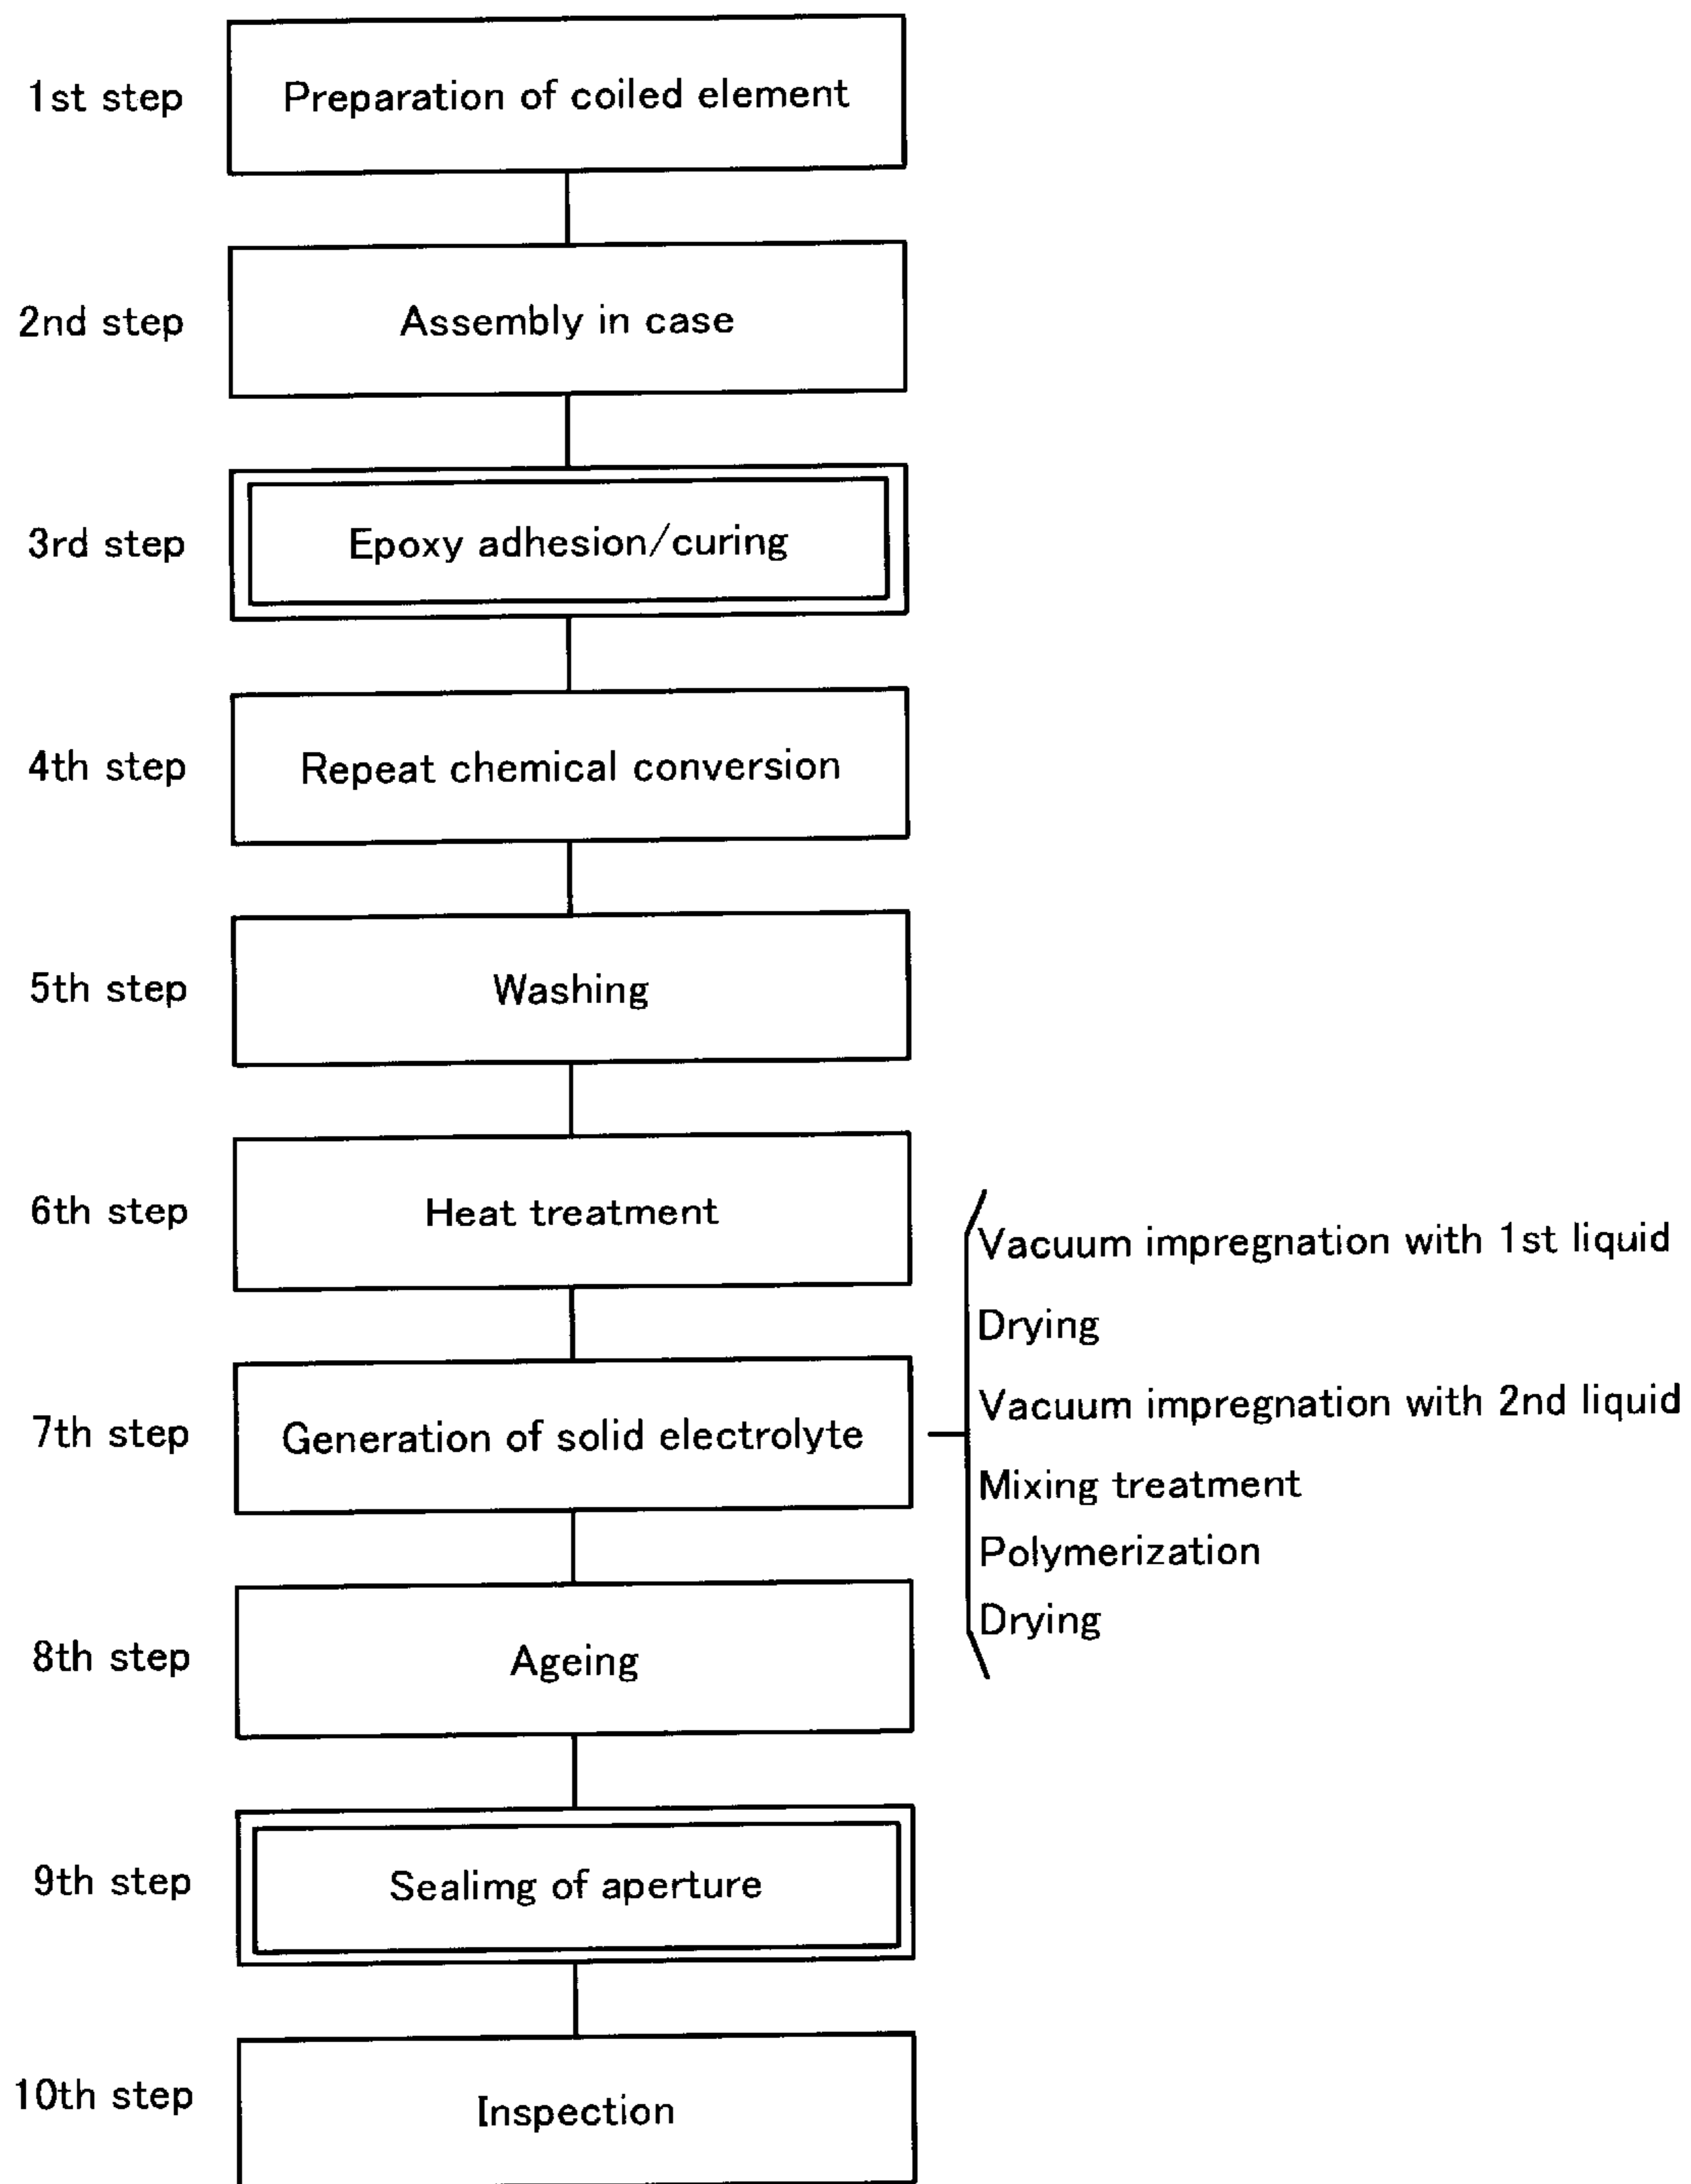 1st step
Preparation of coiled element
2nd step
Assembly in case
3rd step
Epoxy adhesion/curing
4th step
Repeat chemical conversion
5th step
Washing
6th step
Heat treatment
7th step
Generation of solid electrolyte
Vacuum impregnation with 1st liquid
Drying
Vacuum impregnation with 2nd liquid
Mixing treatment
Polymerization
Drying
8th step
Ageing
9th step
Sealimg of aperture
10th step
Inspection